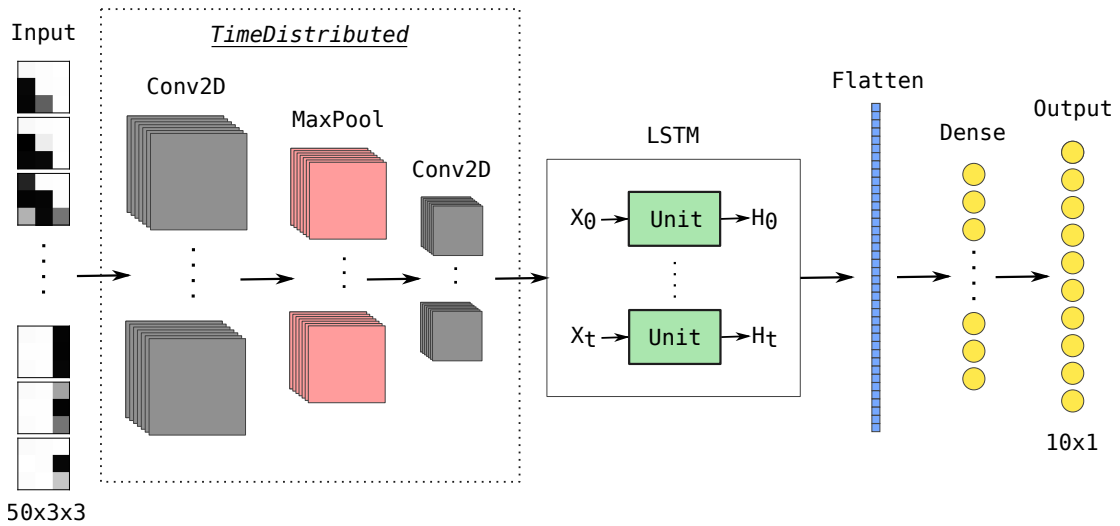 Input
TimeDistributed
Conv2D
MaxPool
Conv2D
LSTM
X0
Unit
H0
Xt
Unit
Ht
Flatten
Dense
Output
50x3x3
10x1